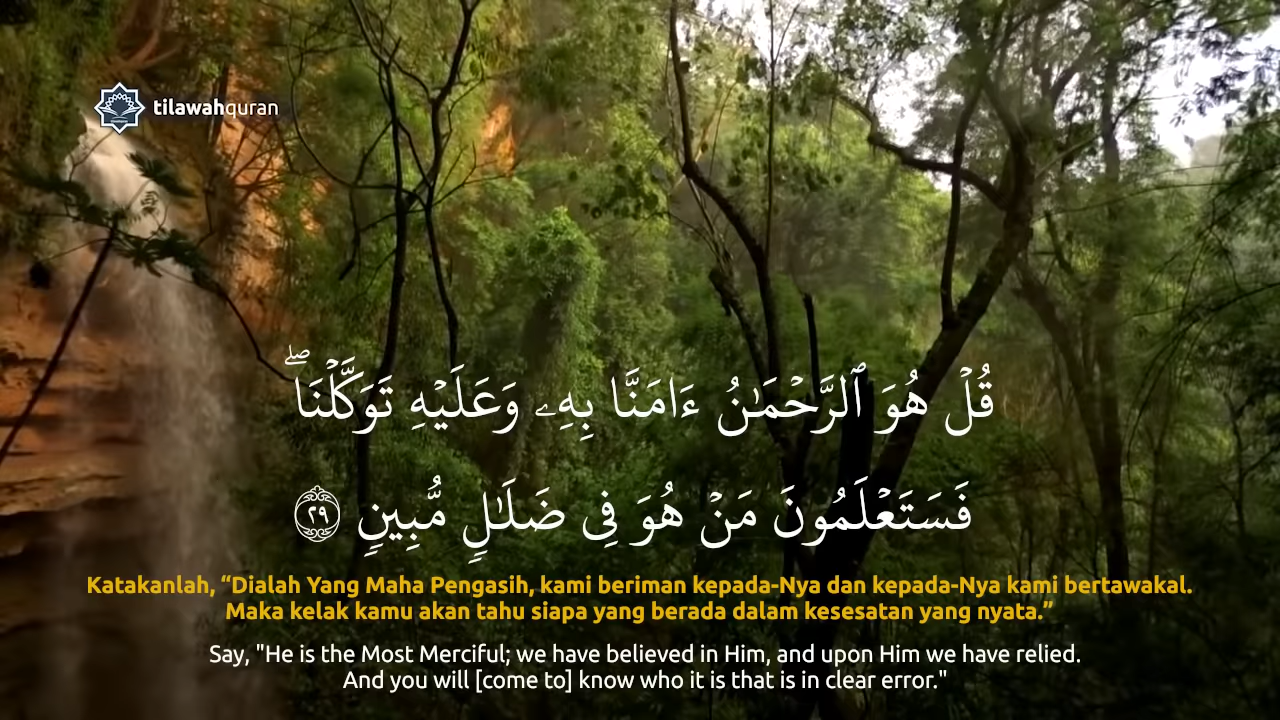 tilawahquran
قُلۡ هُوَ ٱلرَّحۡمَـٰنُ ءَامَنَّا بِهِۦ وَعَلَيۡهِ تَوَكَّلۡنَاۖ
فَسَتَعۡلَمُونَ مَنۡ هُوَ فِى ضَلَـٰلٍ مُّبِينٍ ٢٩
Katakanlah, “Dialah Yang Maha Pengasih, kami beriman kepada-Nya dan kepada-Nya kami bertawakal.
Maka kelak kamu akan tahu siapa yang berada dalam kesesatan yang nyata.”
Say, "He is the Most Merciful; we have believed in Him, and upon Him we have relied.
And you will [come to] know who it is that is in clear error."